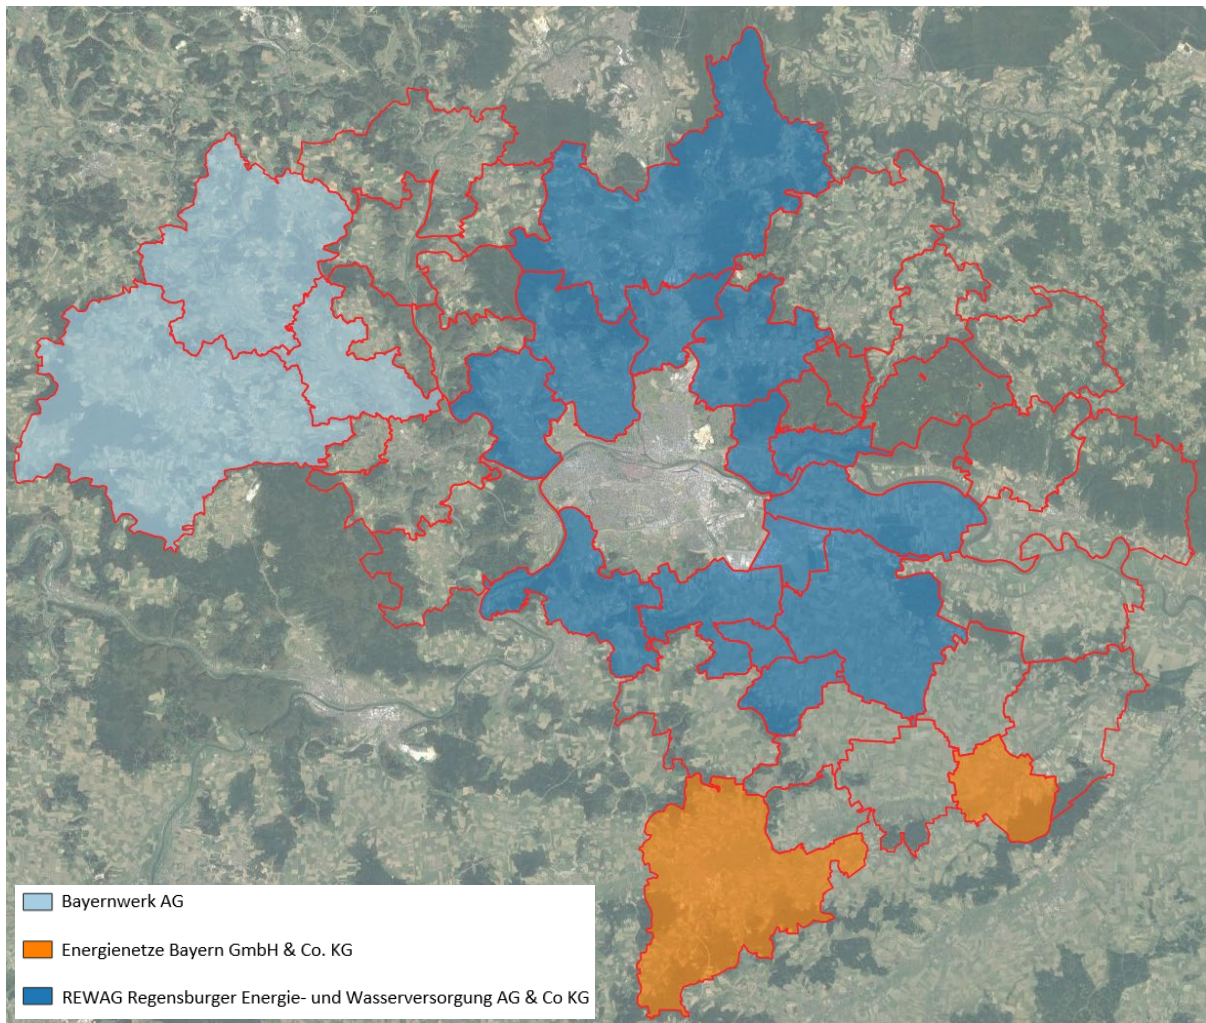 Bayernwerk AG
Energienetze Bayern GmbH & Co. KG
REWAG Regensburger Energie- und Wasserversorgung AG & Co KG